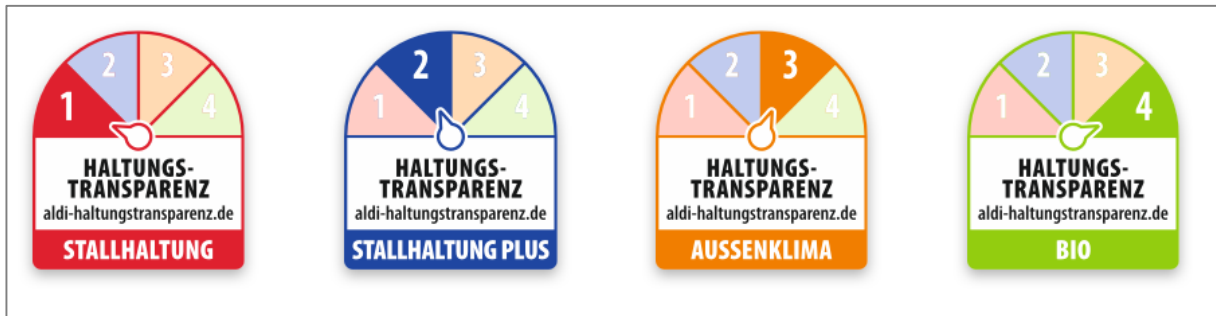 1 2 3 4
HALTUNGS-
TRANSPARENZ
aldi-haltungstransparenz.de
STALLHALTUNG
1 2 3 4
HALTUNGS-
TRANSPARENZ
aldi-haltungstransparenz.de
STALLHALTUNG PLUS
1 2 3 4
HALTUNGS-
TRANSPARENZ
aldi-haltungstransparenz.de
AUSSENKLIMA
1 2 3 4
HALTUNGS-
TRANSPARENZ
aldi-haltungstransparenz.de
BIO